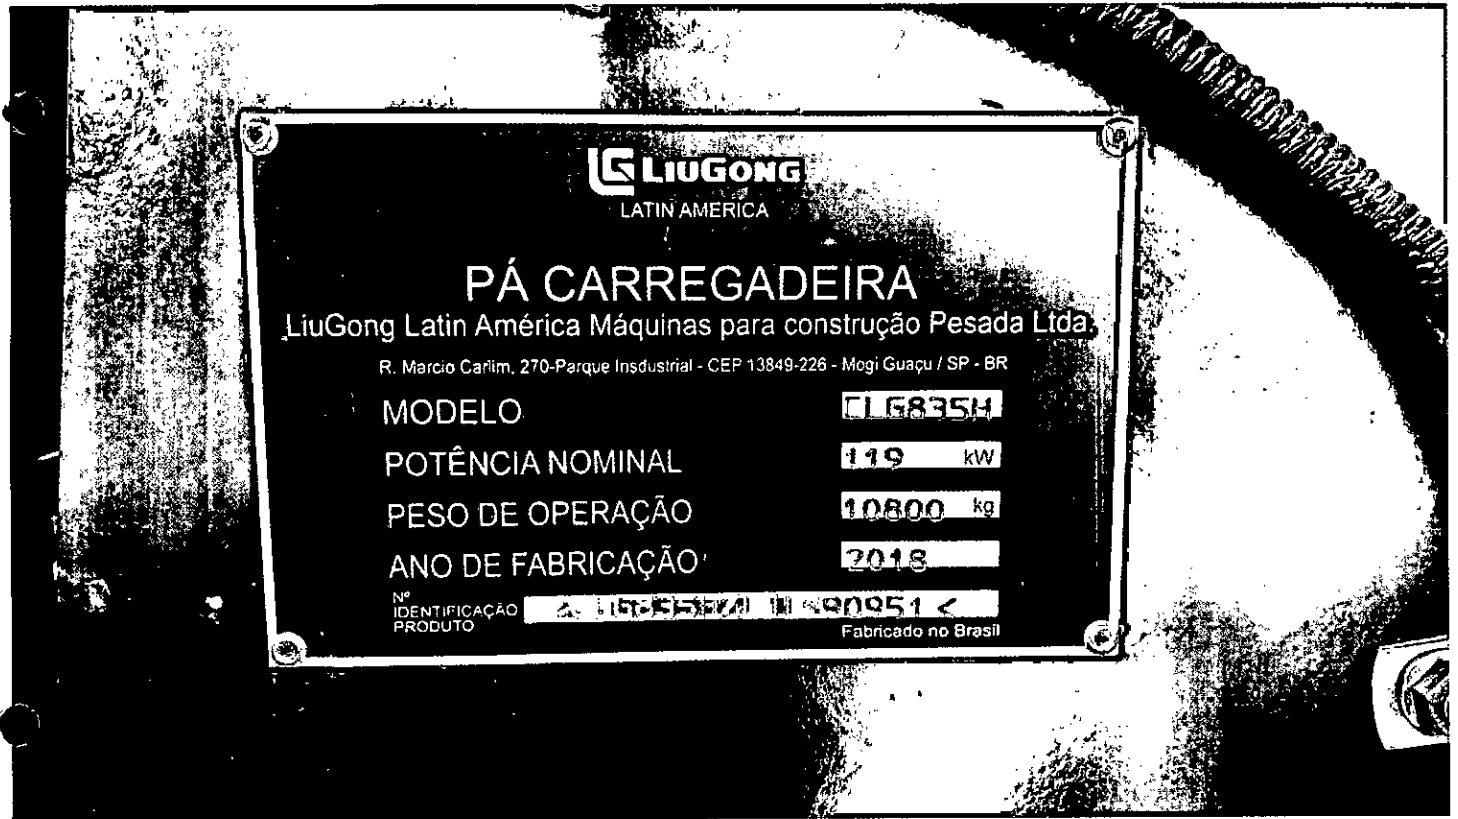 LIUGONG
LATIN AMERICA
PÁ CARREGADEIRA
LiuGong Latin América Máquinas para construção Pesada Ltda.
R. Marcio Carlim, 270-Parque Insdustrial - CEP 13849-226 - Mogi Guaçu / SP - BR
MODELO CLG835H
POTÊNCIA NOMINAL 119 kW
PESO DE OPERAÇÃO 10800 kg
ANO DE FABRICAÇÃO 2018
Nº
IDENTIFICAÇÃO
PRODUTO
Fabricado no Brasil